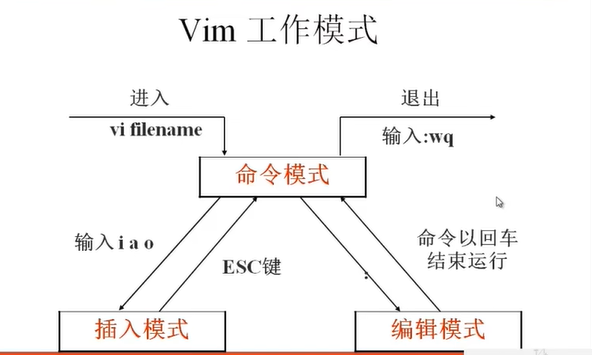 Vim 工作模式
进入
vi filename
退出
输入:wq
命令模式
输入 i a o
ESC键
:
命令以回车
结束运行
插入模式
编辑模式